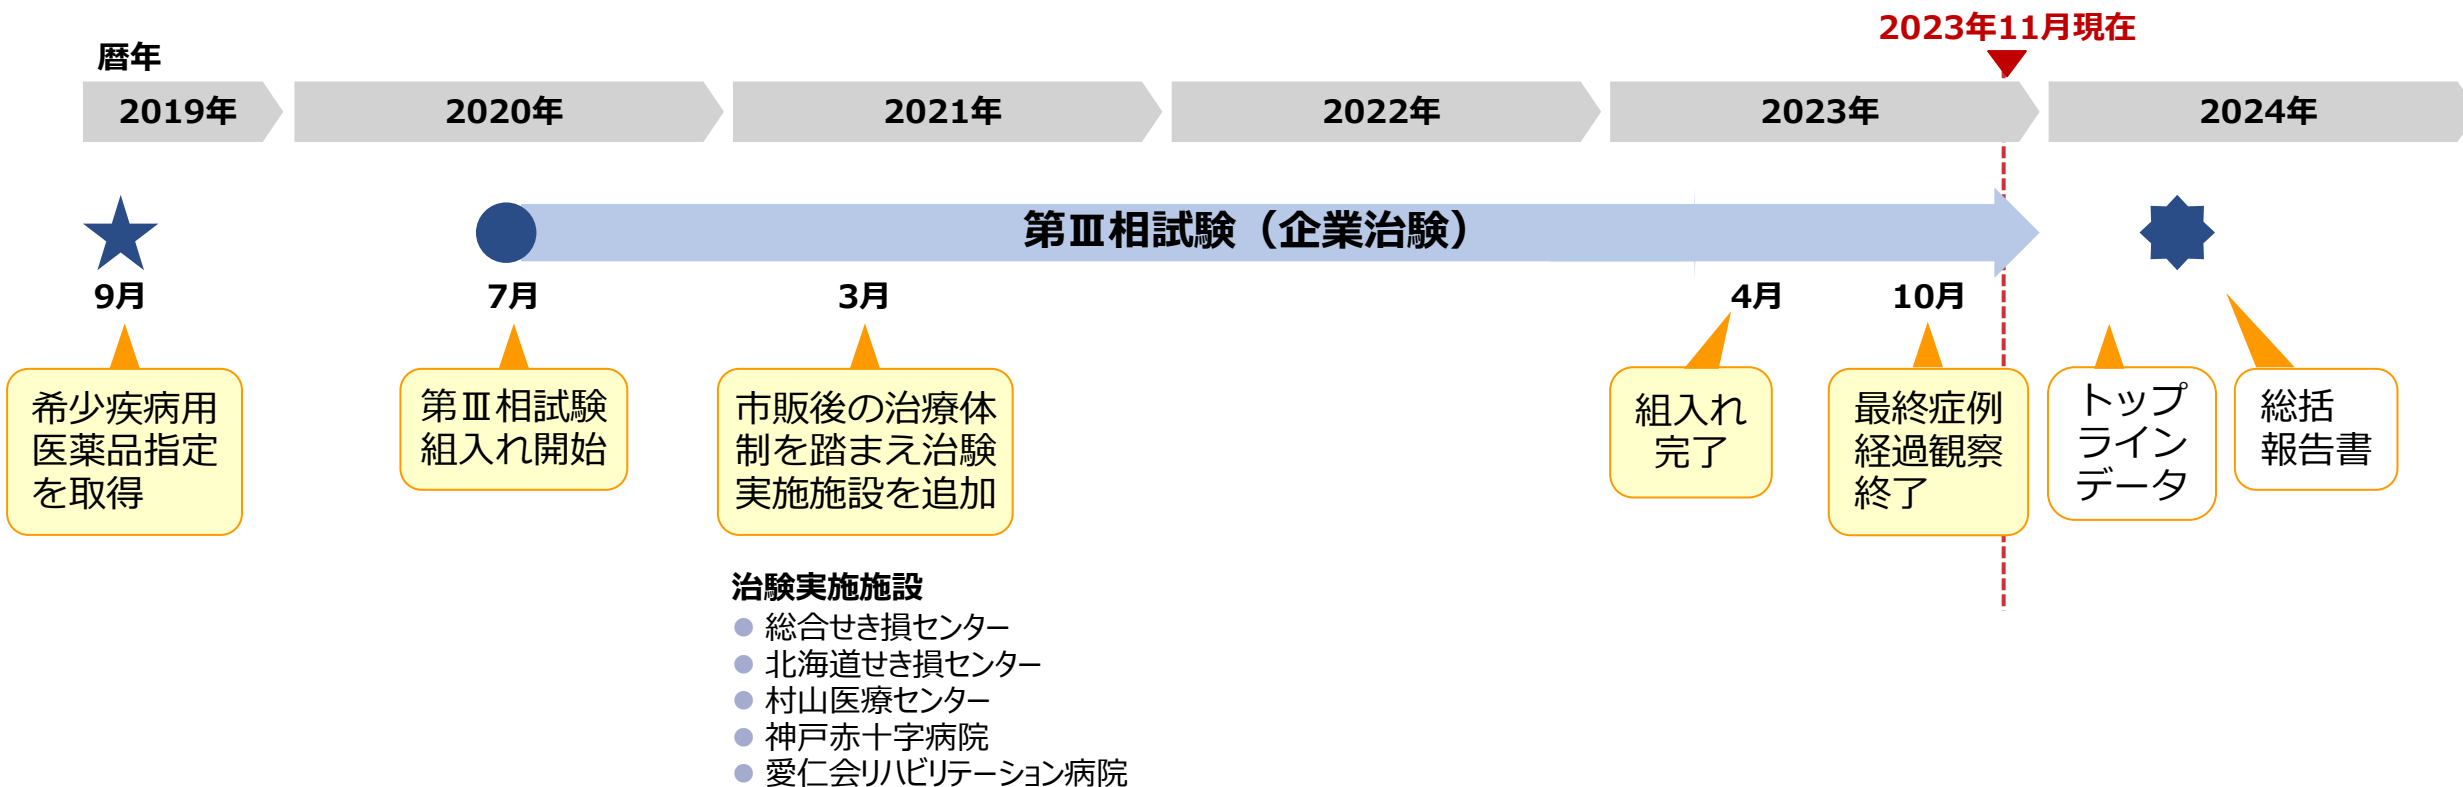 2023年11月現在
暦年
2019年
2020年
2021年
2022年
2023年
2024年
第Ⅲ相試験（企業治験）
9月
7月
3月
4月
10月
希少疾病用
医薬品指定
を取得
第Ⅲ相試験
組入れ開始
市販後の治療体
制を踏まえ治験
実施施設を追加
組入れ
完了
最終症例
経過観察
終了
トップ
ライン
データ
総括
報告書
治験実施施設
総合せき損センター
北海道せき損センター
村山医療センター
神戸赤十字病院
愛仁会リハビリテーション病院